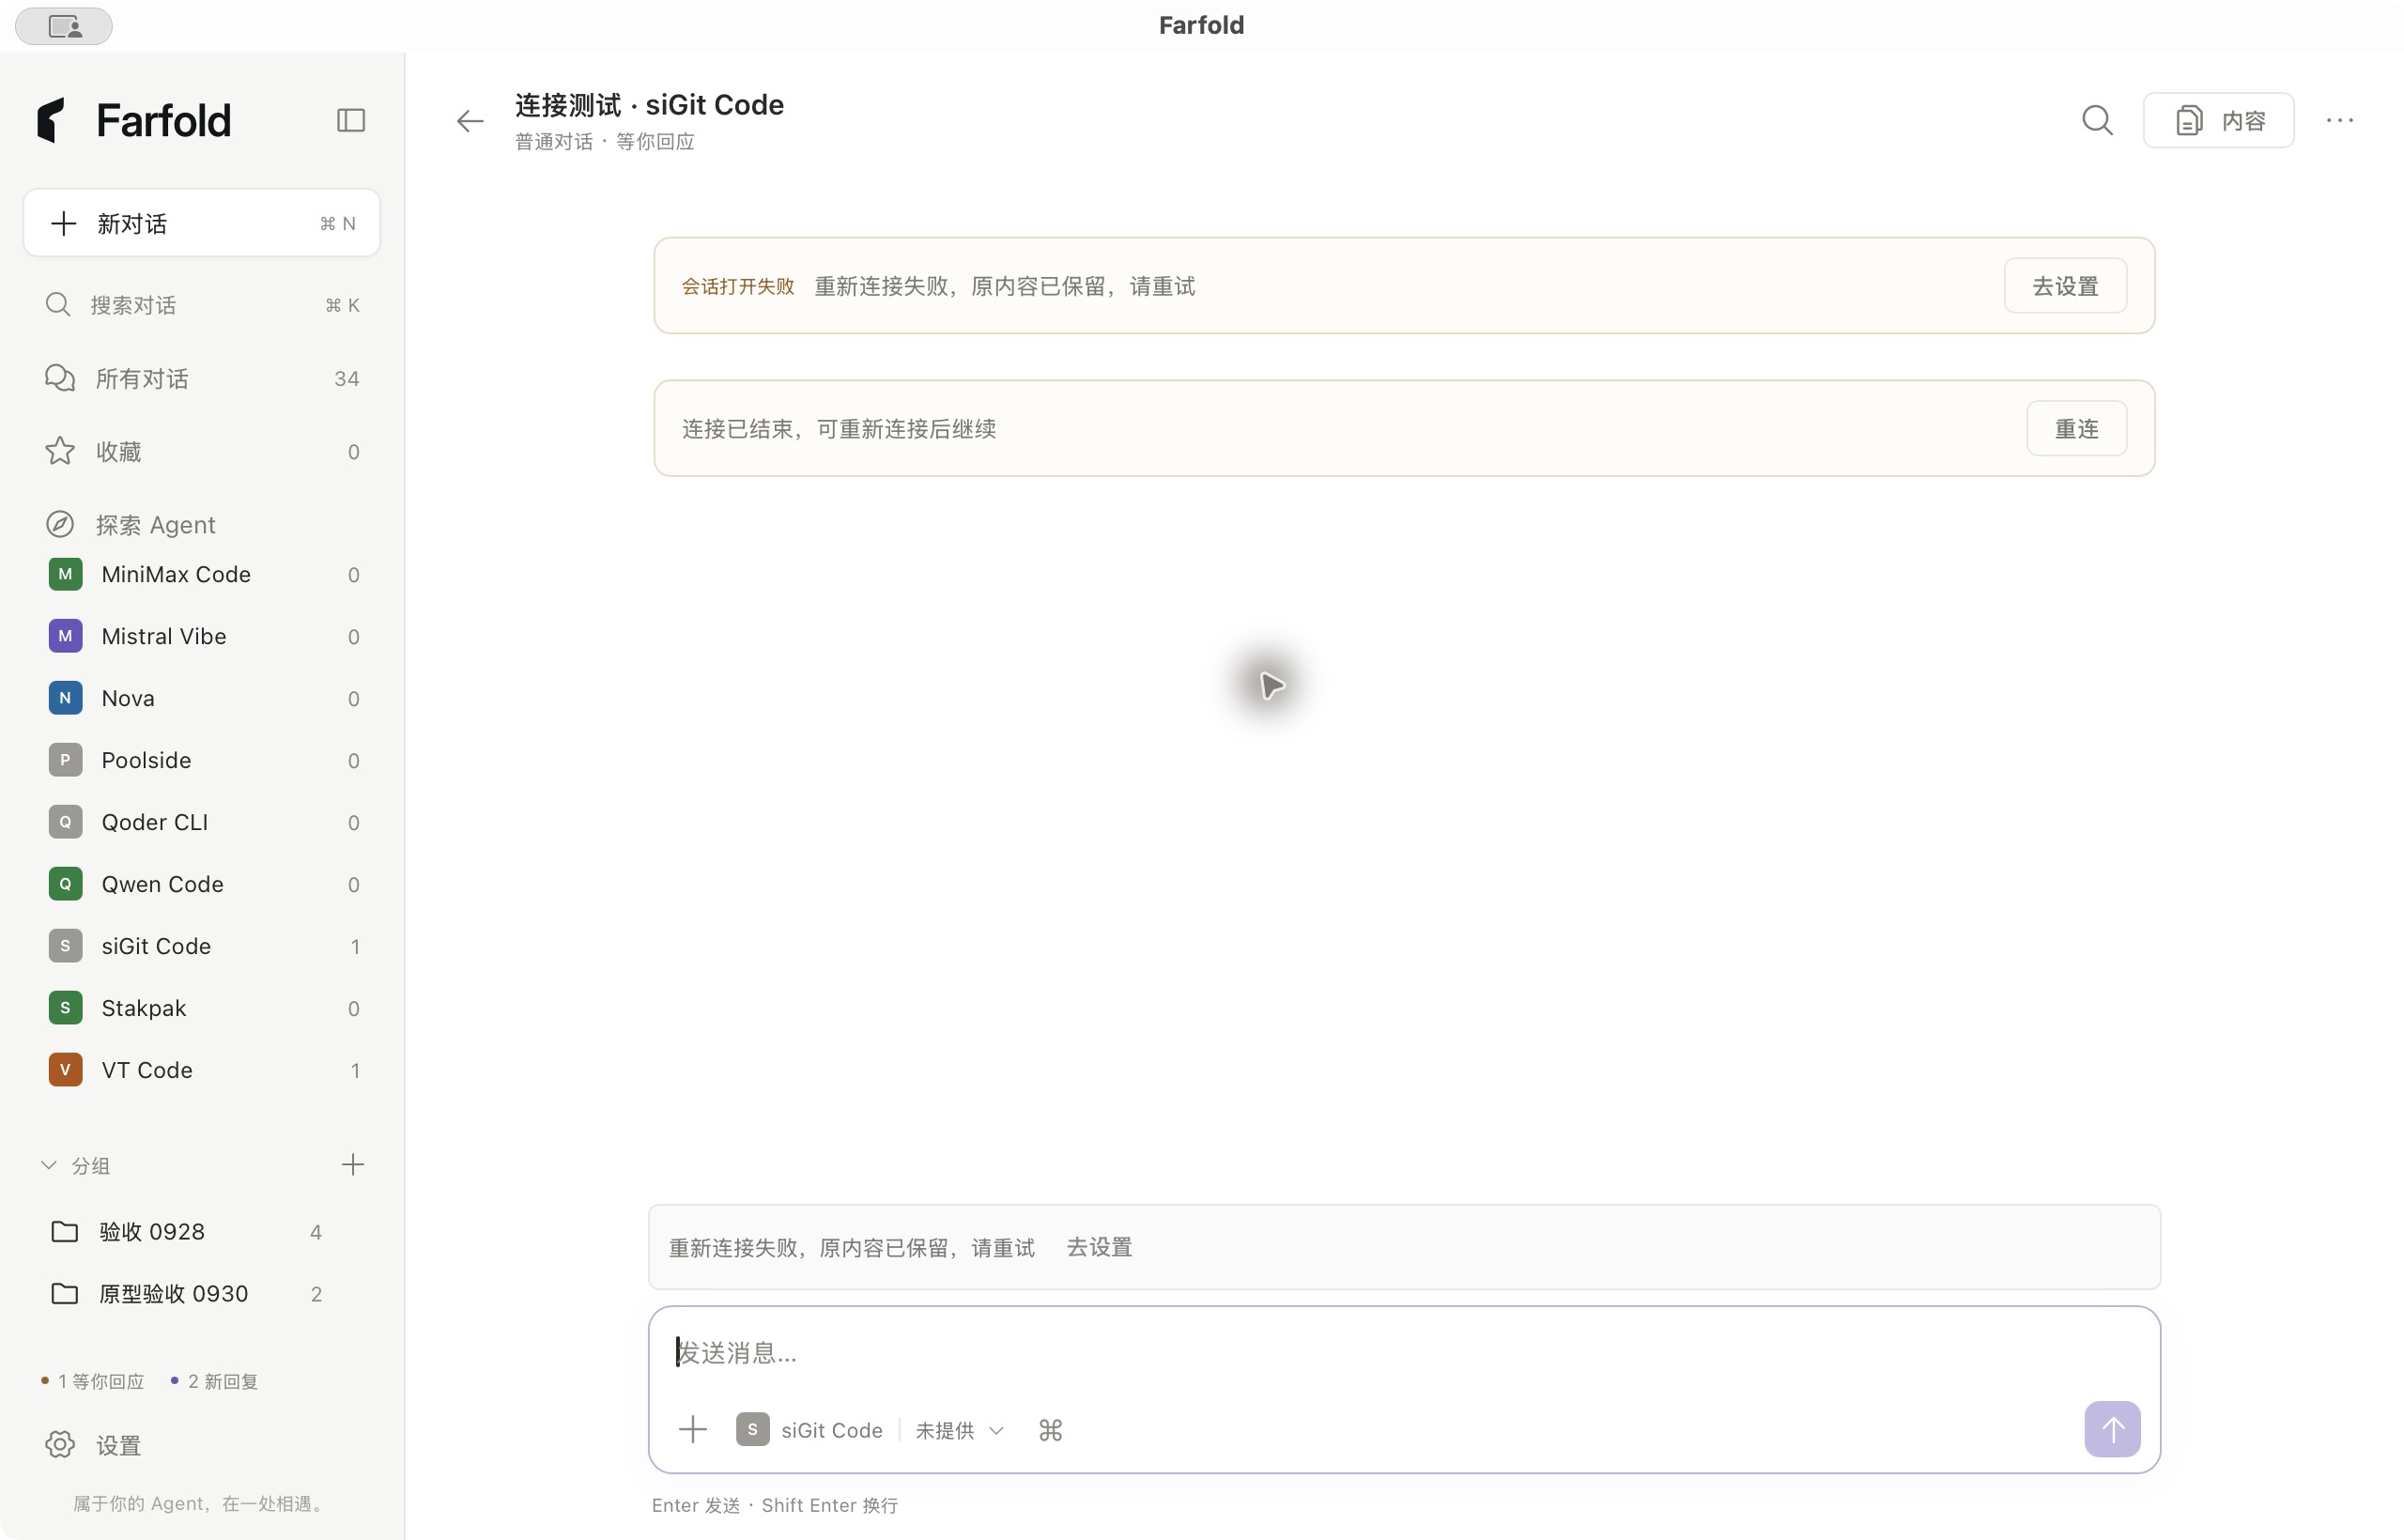 Farfold
Farfold
新对话 ⌘ N
搜索对话 ⌘ K
所有对话 34
收藏 0
探索 Agent
M MiniMax Code 0
M Mistral Vibe 0
N Nova 0
P Poolside 0
Q Qoder CLI 0
Q Qwen Code 0
S siGit Code 1
S Stakpak 0
V VT Code 1
分组
验收 0928 4
原型验收 0930 2
1 等你回应 2 新回复
设置
属于你的 Agent，在一处相遇。
连接测试 · siGit Code
普通对话 · 等你回应
内容
会话打开失败 重新连接失败，原内容已保留，请重试 去设置
连接已结束，可重新连接后继续 重连
重新连接失败，原内容已保留，请重试 去设置
发送消息...
S siGit Code 未提供 ⌘
Enter 发送 · Shift Enter 换行